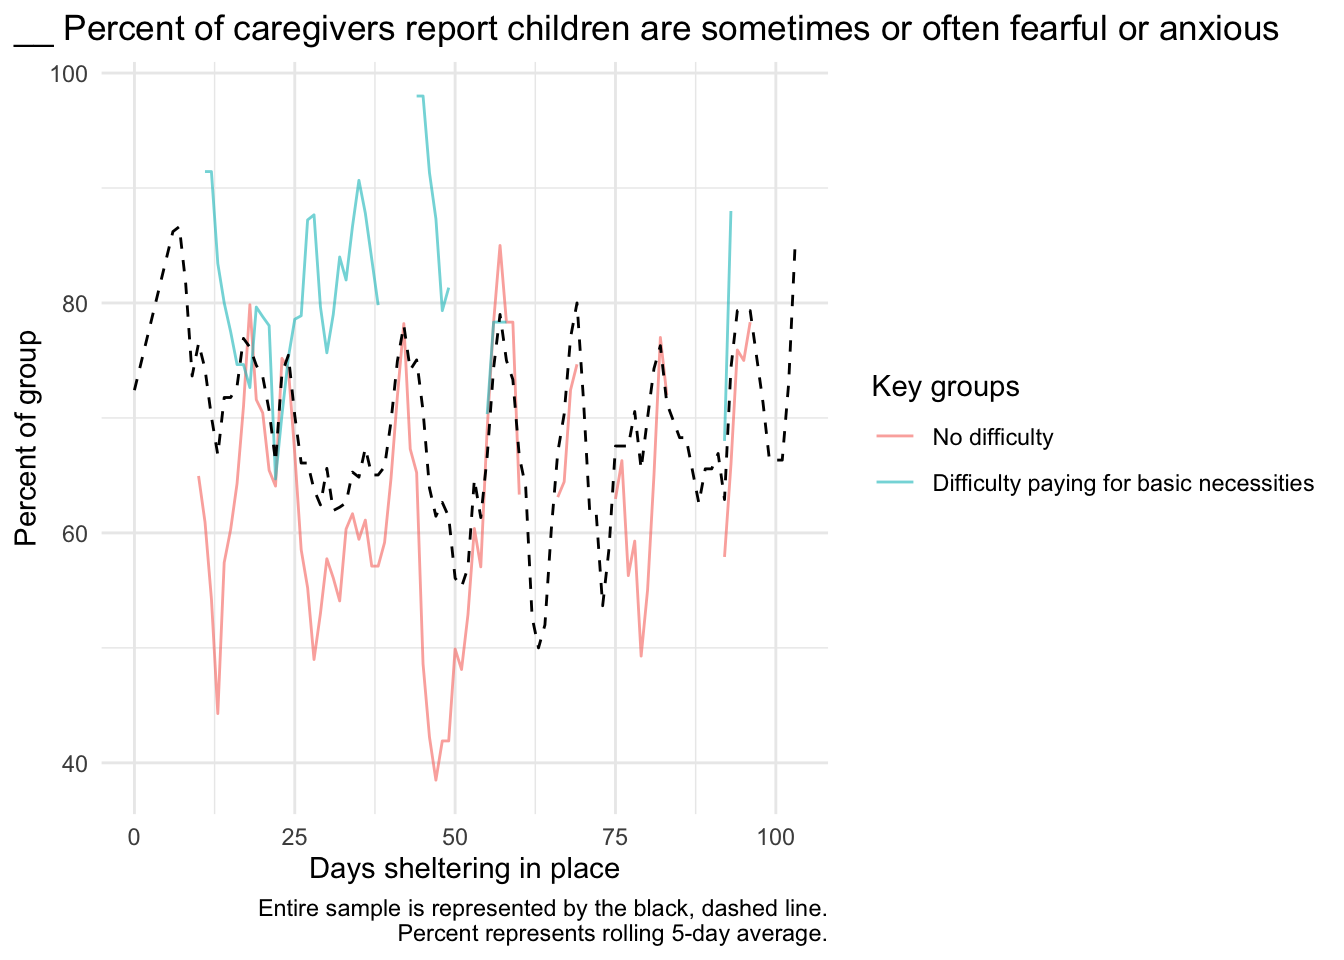 __ Percent of caregivers report children are sometimes or often fearful or anxious
100
80
60
40
Percent of group
0 25 50 75 100
Days sheltering in place
Entire sample is represented by the black, dashed line.
Percent represents rolling 5-day average.
Key groups
No difficulty
Difficulty paying for basic necessities